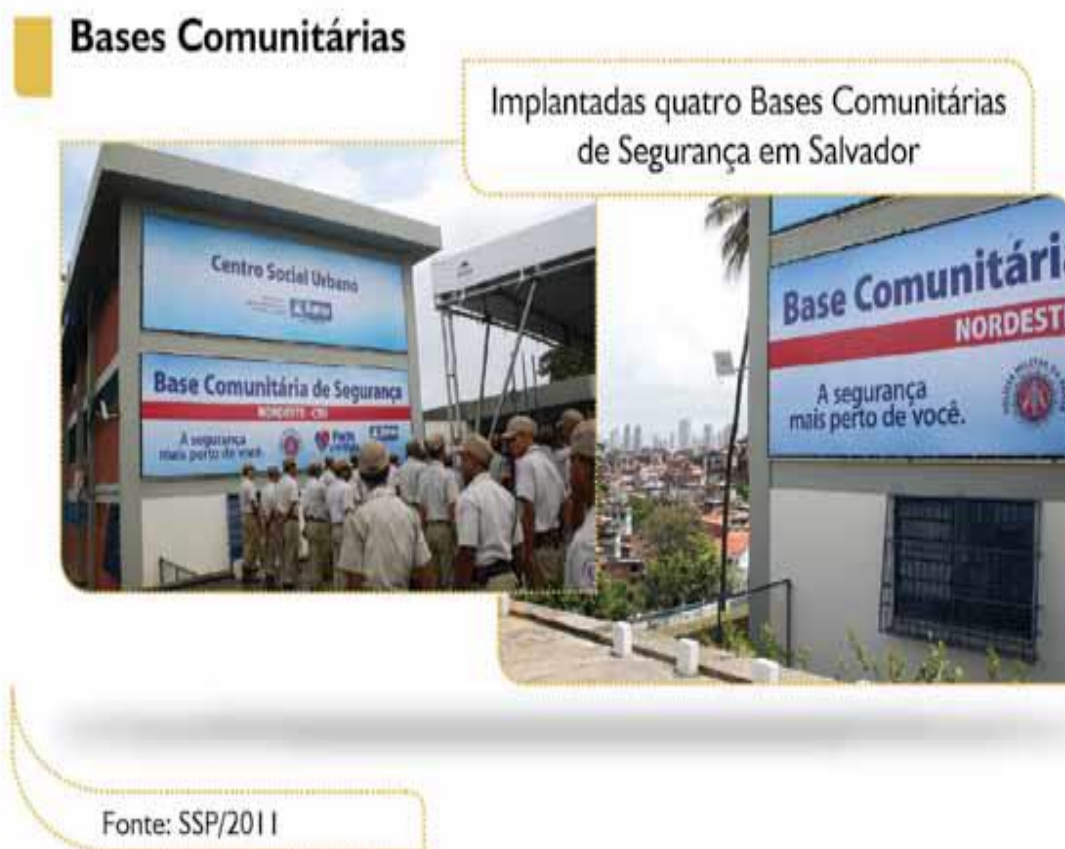 Bases Comunitárias
Implantadas quatro Bases Comunitárias
de Segurança em Salvador
Centro Social Urbano
Base Comunitária de Segurança
NORDESTE - CSU
A segurança
mais perto de você.
Base Comunitári
NORDEST
A segurança
mais perto de você.
Fonte: SSP/2011